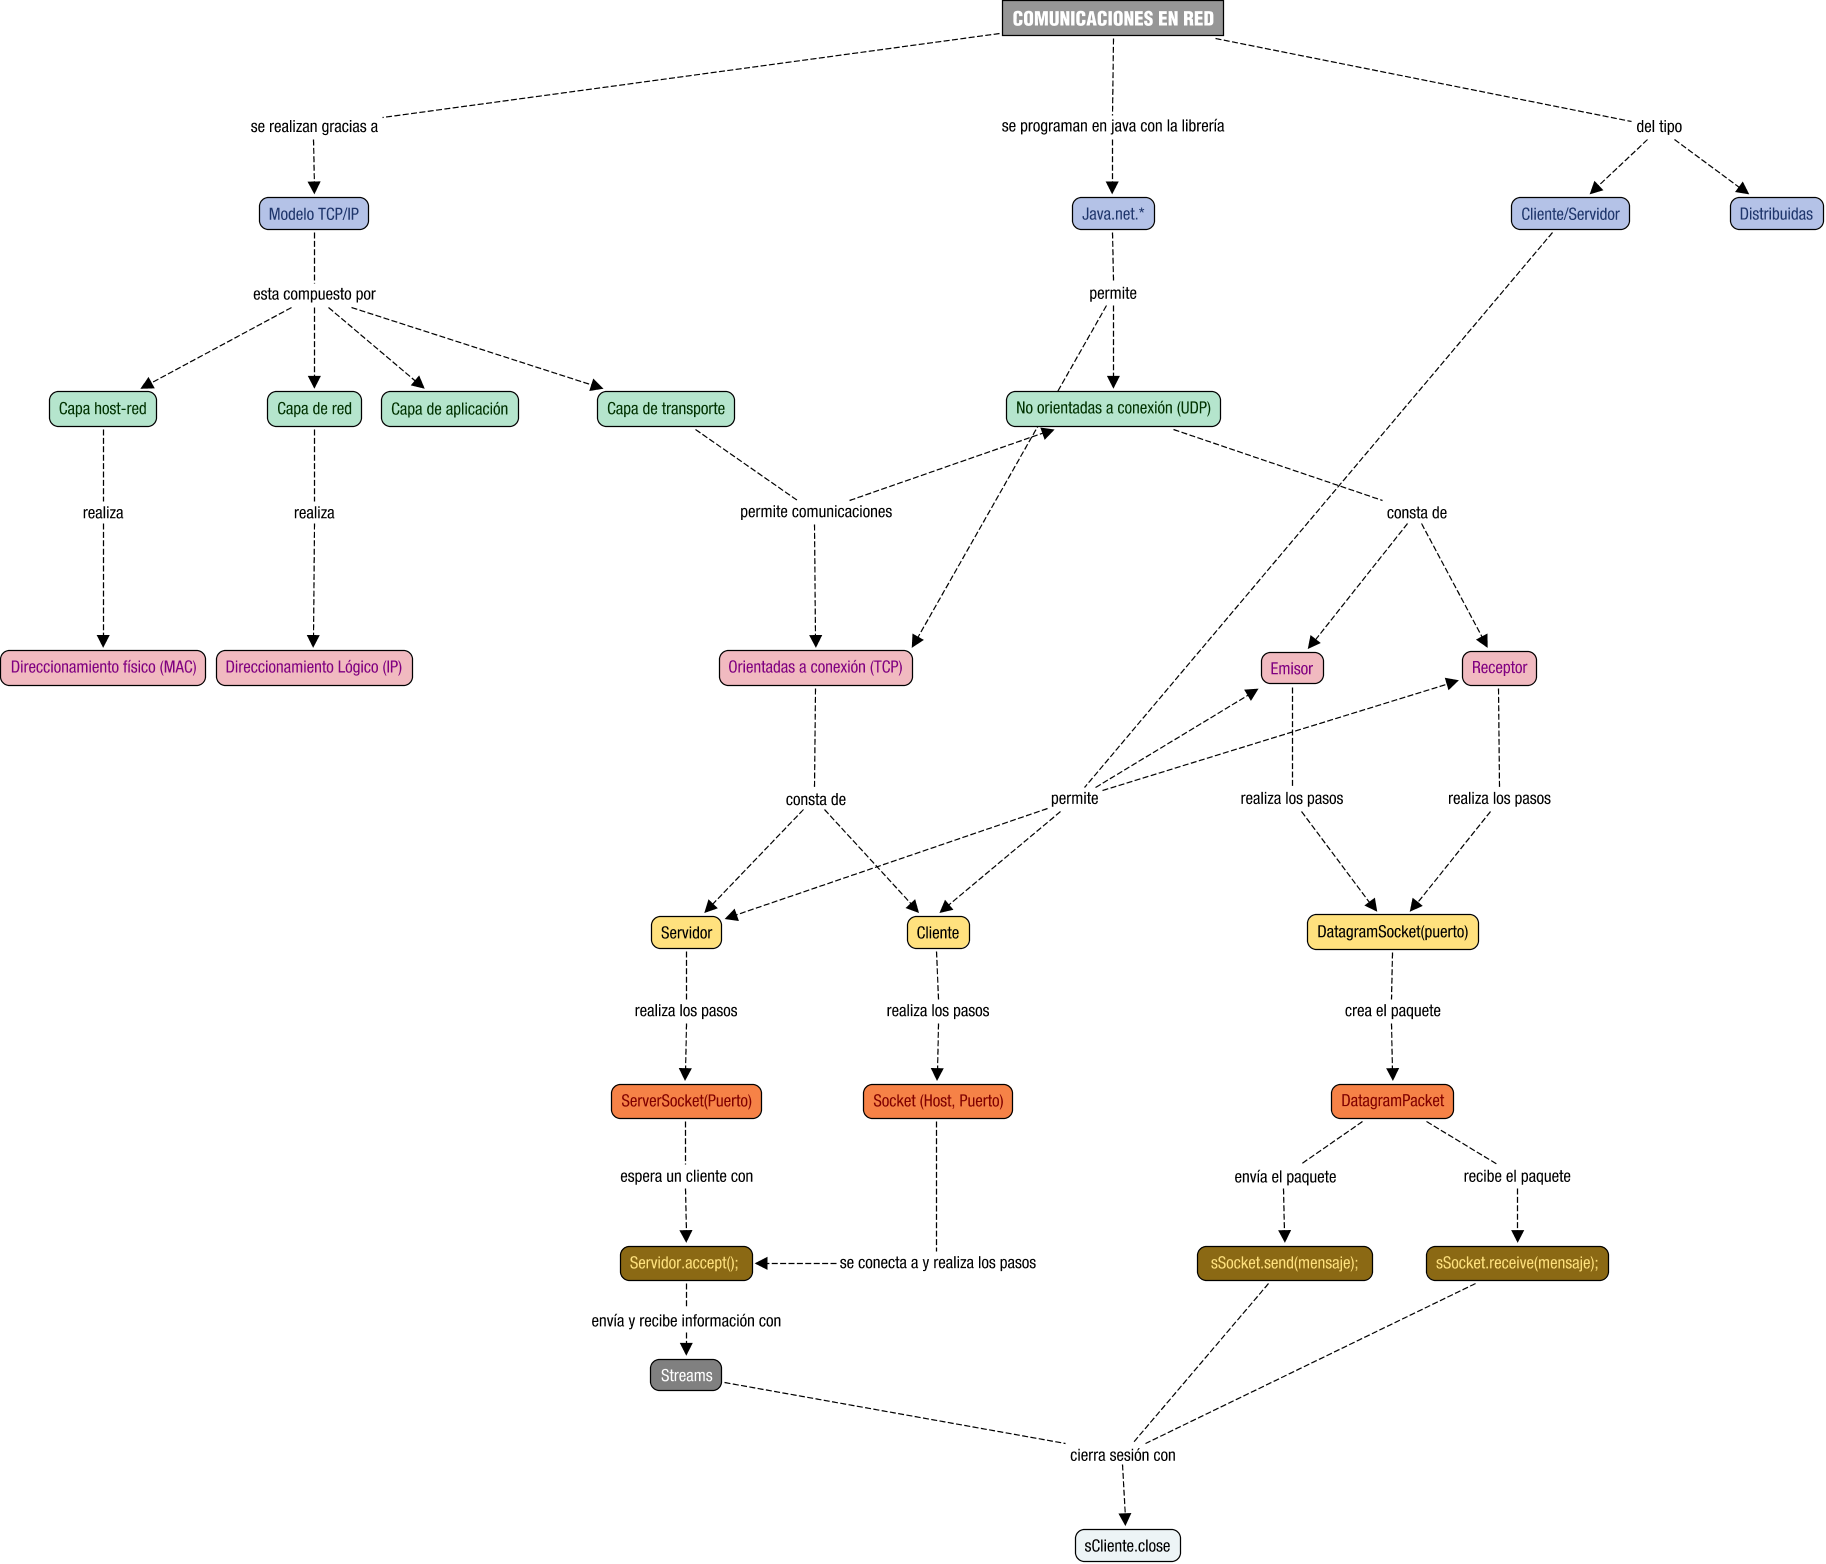 COMUNICACIONES EN RED
se realizan gracias a
se programan en java con la librería
del tipo
Modelo TCP/IP
Java.net.*
Cliente/Servidor
Distribuidas
esta compuesto por
permite
Capa host-red
Capa de red
Capa de aplicación
Capa de transporte
No orientadas a conexión (UDP)
realiza
realiza
permite comunicaciones
consta de
Direccionamiento físico (MAC)
Direccionamiento Lógico (IP)
Orientadas a conexión (TCP)
Emisor
Receptor
consta de
permite
realiza los pasos
realiza los pasos
Servidor
Cliente
DatagramSocket(puerto)
realiza los pasos
realiza los pasos
crea el paquete
ServerSocket(Puerto)
Socket (Host, Puerto)
DatagramPacket
espera un cliente con
envía el paquete
recibe el paquete
Servidor.accept();
se conecta a y realiza los pasos
sSocket.send(mensaje);
sSocket.receive(mensaje);
envía y recibe información con
Streams
cierra sesión con
sCliente.close